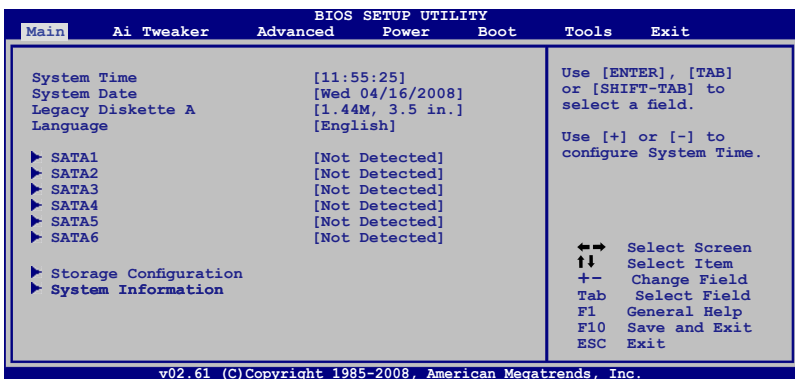 BIOS SETUP UTILITY
Main Ai Tweaker Advanced Power Boot Tools Exit
System Time [11:55:25]
System Date [Wed 04/16/2008]
Legacy Diskette A [1.44M, 3.5 in.]
Language [English]
SATA1 [Not Detected]
SATA2 [Not Detected]
SATA3 [Not Detected]
SATA4 [Not Detected]
SATA5 [Not Detected]
SATA6 [Not Detected]
Storage Configuration
System Information
Use [ENTER], [TAB]
or [SHIFT-TAB] to
select a field.
Use [+] or [-] to
configure System Time.
←→ Select Screen
↑↓ Select Item
+- Change Field
Tab Select Field
F1 General Help
F10 Save and Exit
ESC Exit
v02.61 (C)Copyright 1985-2008, American Megatrends, Inc.